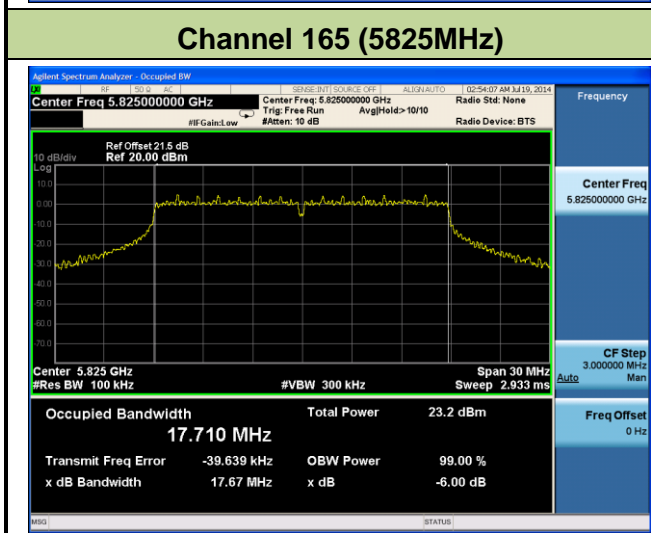 Channel 165 (5825MHz)
Agilent Spectrum Analyzer - Occupied BW
LXI RF 50 Ω AC SENSE:INT SOURCE OFF ALIGNAUTO 02:54:07 AM Jul 19, 2014
Center Freq 5.825000000 GHz
Center Freq: 5.825000000 GHz
Radio Std: None
Trig: Free Run Avg|Hold:>10/10
#IFGain:Low #Atten: 10 dB Radio Device: BTS
Ref Offset 21.5 dB
10 dB/div Ref 20.00 dBm
Log
10.0
0.00
-10.0
-20.0
-30.0
-40.0
-50.0
-60.0
-70.0
Center 5.825 GHz Span 30 MHz
#Res BW 100 kHz #VBW 300 kHz Sweep 2.933 ms
Occupied Bandwidth Total Power 23.2 dBm
17.710 MHz
Transmit Freq Error -39.639 kHz OBW Power 99.00 %
x dB Bandwidth 17.67 MHz x dB -6.00 dB
MSG STATUS
Frequency
Center Freq
5.825000000 GHz
CF Step
3.000000 MHz
Auto Man
Freq Offset
0 Hz